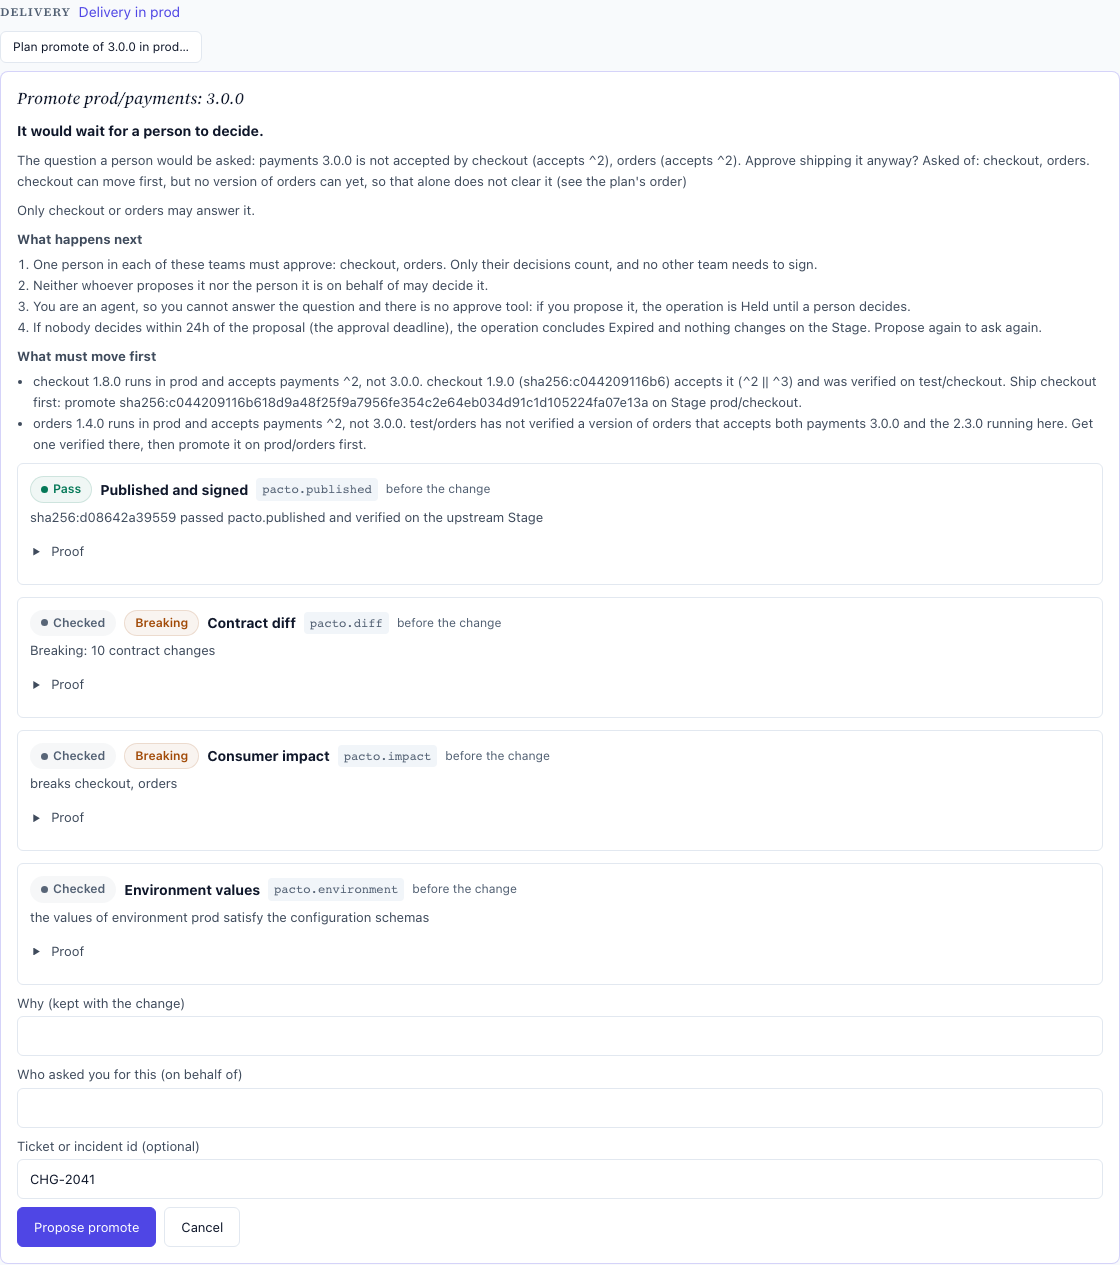 DELIVERY Delivery in prod
Plan promote of 3.0.0 in prod...
Promote prod/payments: 3.0.0
It would wait for a person to decide.
The question a person would be asked: payments 3.0.0 is not accepted by checkout (accepts ^2), orders (accepts ^2). Approve shipping it anyway? Asked of: checkout, orders.
checkout can move first, but no version of orders can yet, so that alone does not clear it (see the plan's order)
Only checkout or orders may answer it.
What happens next
1. One person in each of these teams must approve: checkout, orders. Only their decisions count, and no other team needs to sign.
2. Neither whoever proposes it nor the person it is on behalf of may decide it.
3. You are an agent, so you cannot answer the question and there is no approve tool: if you propose it, the operation is Held until a person decides.
4. If nobody decides within 24h of the proposal (the approval deadline), the operation concludes Expired and nothing changes on the Stage. Propose again to ask again.
What must move first
• checkout 1.8.0 runs in prod and accepts payments ^2, not 3.0.0. checkout 1.9.0 (sha256:c044209116b6) accepts it (^2 || ^3) and was verified on test/checkout. Ship checkout
first: promote sha256:c044209116b618d9a48f25f9a7956fe354c2e64eb034d91c1d105224fa07e13a on Stage prod/checkout.
• orders 1.4.0 runs in prod and accepts payments ^2, not 3.0.0. test/orders has not verified a version of orders that accepts both payments 3.0.0 and the 2.3.0 running here. Get
one verified there, then promote it on prod/orders first.
Pass Published and signed pacto.published before the change
sha256:d08642a39559 passed pacto.published and verified on the upstream Stage
Proof
Checked Breaking Contract diff pacto.diff before the change
Breaking: 10 contract changes
Proof
Checked Breaking Consumer impact pacto.impact before the change
breaks checkout, orders
Proof
Checked Environment values pacto.environment before the change
the values of environment prod satisfy the configuration schemas
Proof
Why (kept with the change)
Who asked you for this (on behalf of)
Ticket or incident id (optional)
CHG-2041
Propose promote Cancel